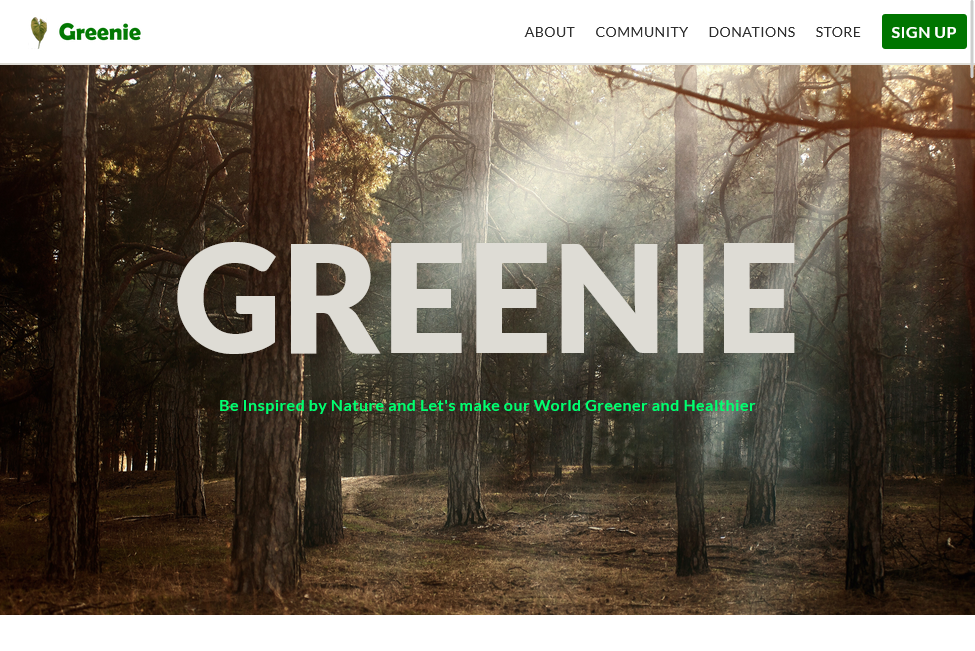 Greenie
ABOUT COMMUNITY DONATIONS STORE SIGN UP
GREENIE
Be Inspired by Nature and Let's make our World Greener and Healthier